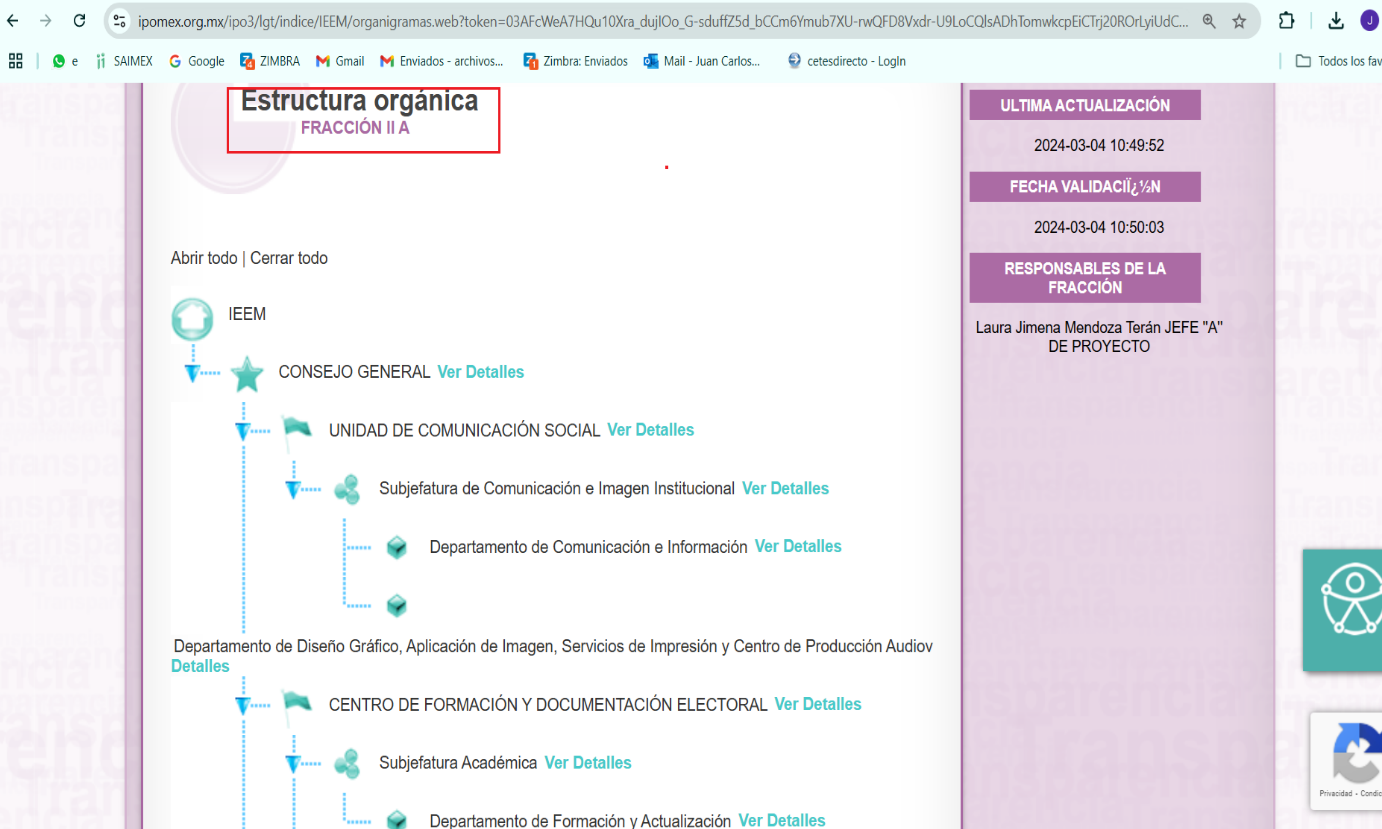 ipomex.org.mx/ipo3/lgt/indice/IEEM/organigramas.web?token=03AFcWeA7HQu10Xra_dujIOo_G-sduffZ5d_bCCm6Ymub7XU-rwQFD8Vxdr-U9LoCQlsADhTomwkcpEiCTrj20ROrLyiUdC...
J
e
SAIMEX
Google
ZIMBRA
Gmail
Enviados - archivos...
Zimbra: Enviados
Mail - Juan Carlos...
cetesdirecto - LogIn
Todos los fav
Estructura orgánica
FRACCIÓN II A
Abrir todo | Cerrar todo
IEEM
CONSEJO GENERAL Ver Detalles
UNIDAD DE COMUNICACIÓN SOCIAL Ver Detalles
Subjefatura de Comunicación e Imagen Institucional Ver Detalles
Departamento de Comunicación e Información Ver Detalles
Departamento de Diseño Gráfico, Aplicación de Imagen, Servicios de Impresión y Centro de Producción Audiov
Detalles
CENTRO DE FORMACIÓN Y DOCUMENTACIÓN ELECTORAL Ver Detalles
Subjefatura Académica Ver Detalles
Departamento de Formación y Actualización Ver Detalles
ULTIMA ACTUALIZACIÓN
2024-03-04 10:49:52
FECHA VALIDACIÏ¿½N
2024-03-04 10:50:03
RESPONSABLES DE LA
FRACCIÓN
Laura Jimena Mendoza Terán JEFE "A"
DE PROYECTO
Privacidad - Condic